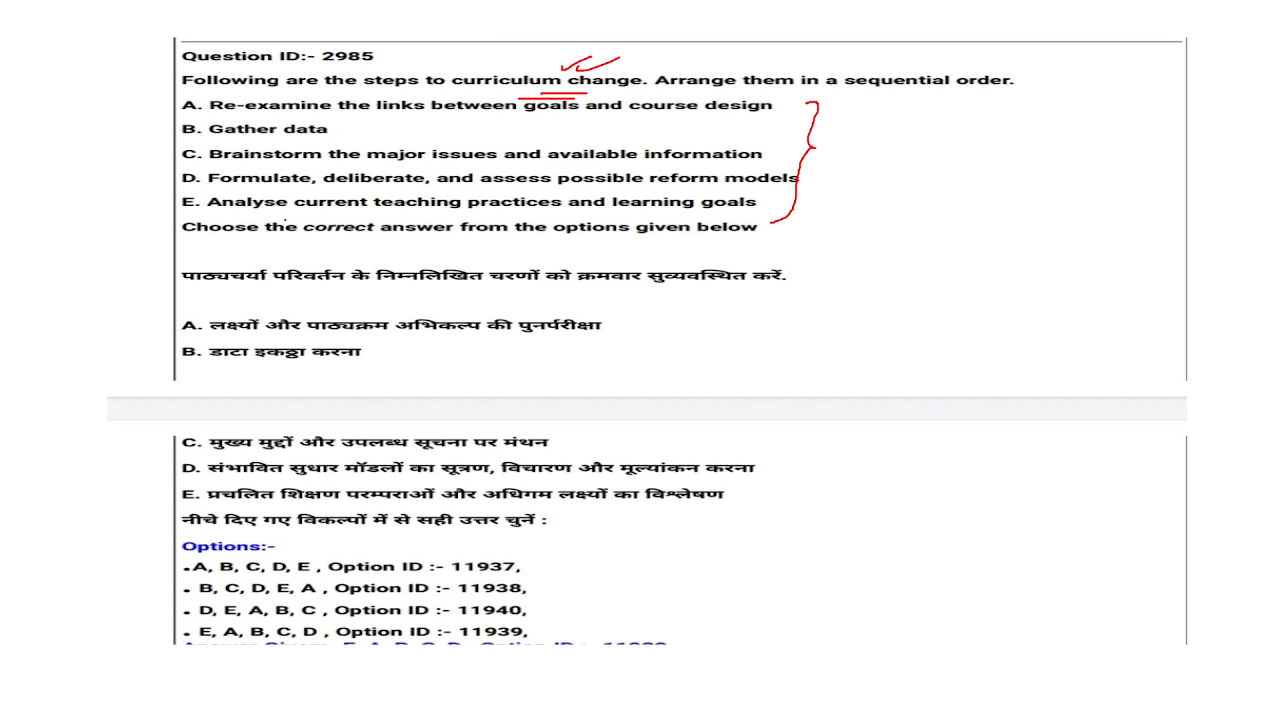 Question ID:- 2985
Following are the steps to curriculum change. Arrange them in a sequential order.
A. Re-examine the links between goals and course design
B. Gather data
C. Brainstorm the major issues and available information
D. Formulate, deliberate, and assess possible reform models
E. Analyse current teaching practices and learning goals
Choose the correct answer from the options given below
पाठ्यचर्या परिवर्तन के निम्नलिखित चरणों को क्रमवार सुव्यवस्थित करें.
A. लक्ष्यों और पाठ्यक्रम अभिकल्प की पुनर्परीक्षा
B. डाटा इकठ्ठा करना
C. मुख्य मुद्दों और उपलब्ध सूचना पर मंथन
D. संभावित सुधार मॉडलों का सूत्रण, विचारण और मूल्यांकन करना
E. प्रचलित शिक्षण परम्पराओं और अधिगम लक्ष्यों का विश्लेषण
नीचे दिए गए विकल्पों में से सही उत्तर चुनें :
Options:-
.A, B, C, D, E , Option ID :- 11937,
. B, C, D, E, A , Option ID :- 11938,
. D, E, A, B, C , Option ID :- 11940,
. E, A, B, C, D , Option ID :- 11939,